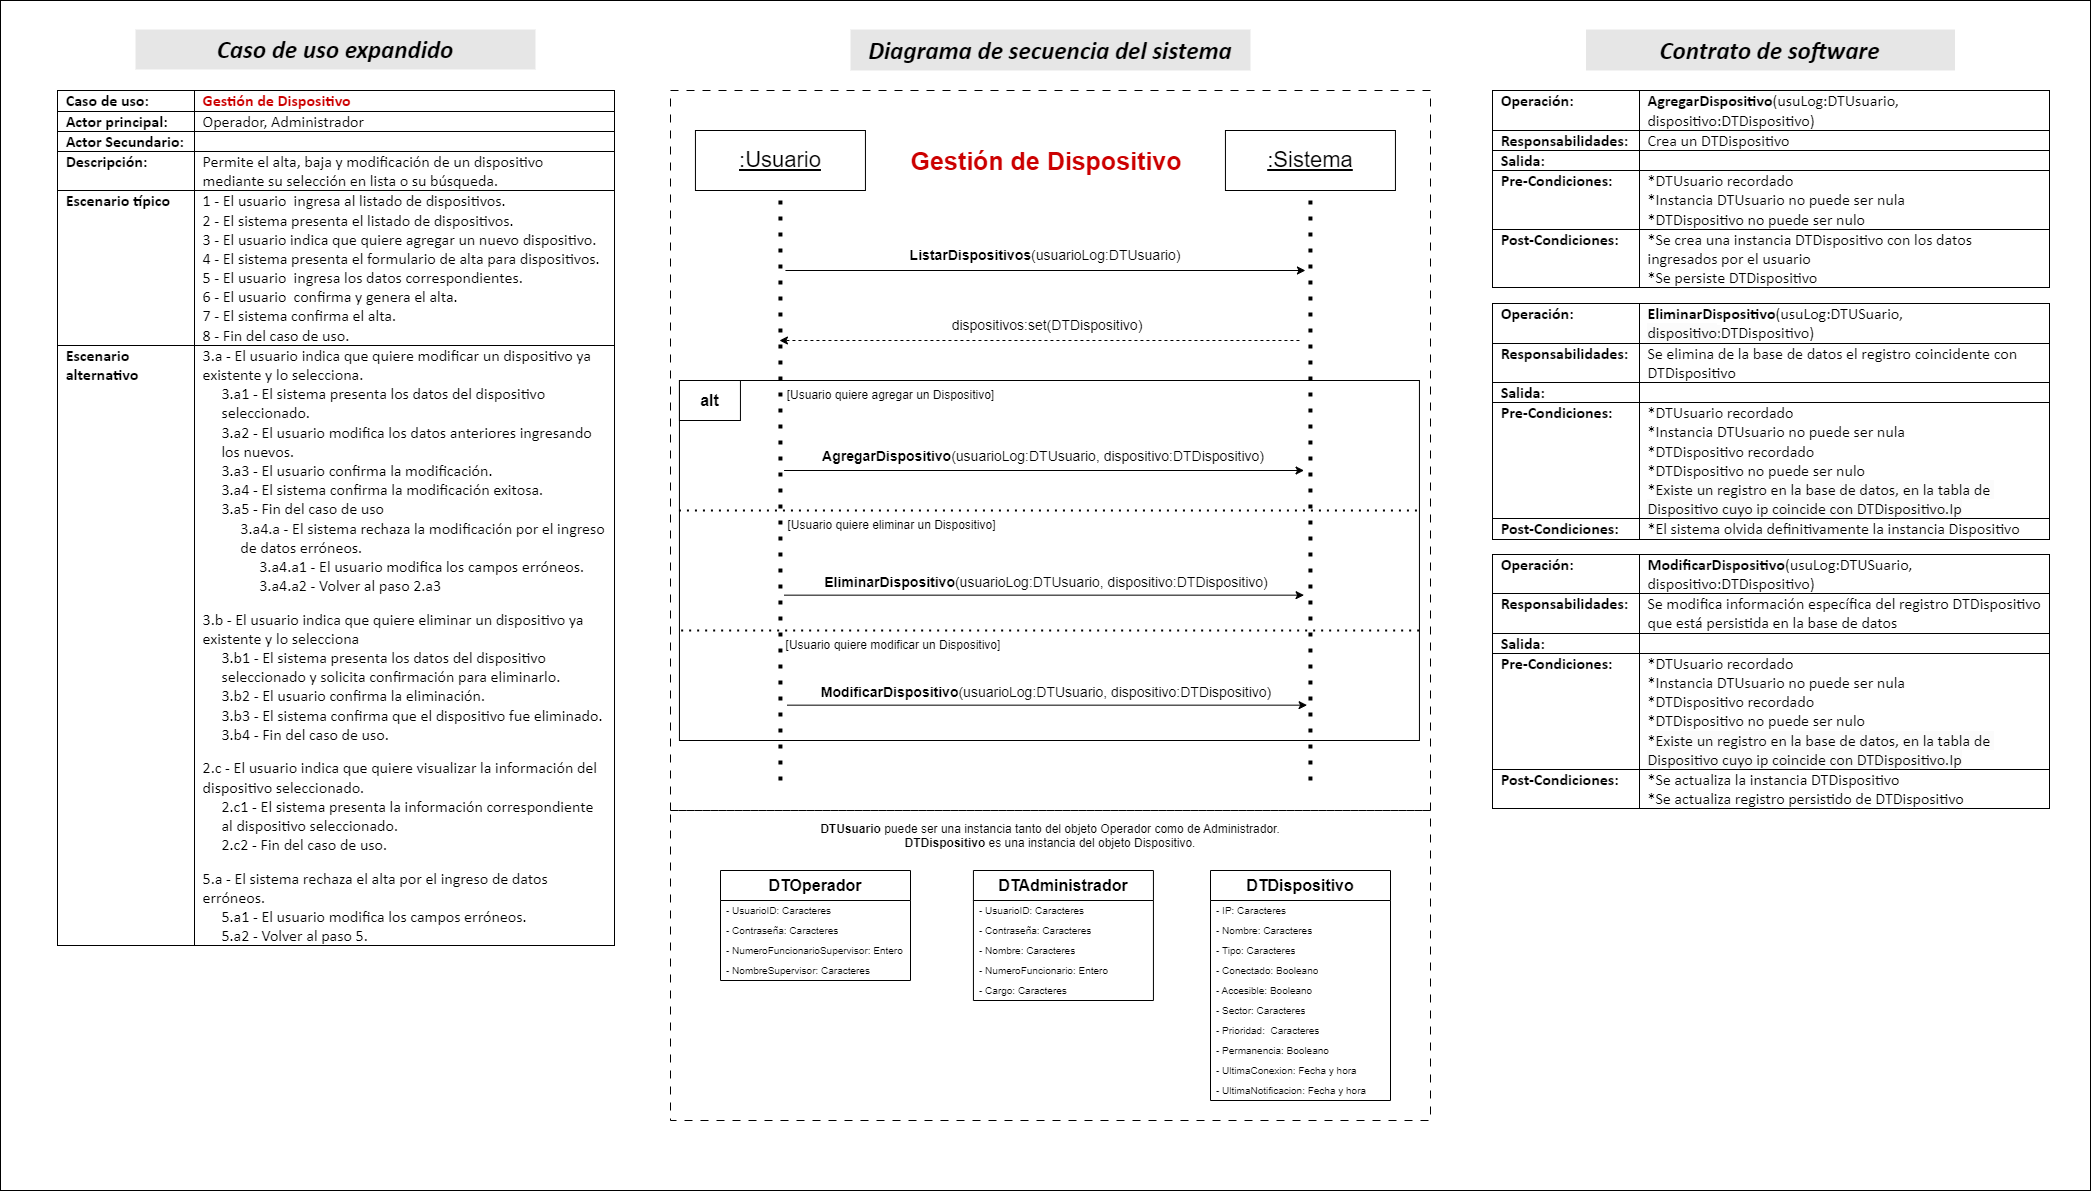 Caso de uso expandido
Caso de uso: Gestión de Dispositivo
Actor principal: Operador, Administrador
Actor Secundario:
Descripción: Permite el alta, baja y modificación de un dispositivo
mediante su selección en lista o su búsqueda.
Escenario típico 1 - El usuario  ingresa al listado de dispositivos.
2 - El sistema presenta el listado de dispositivos.
3 - El usuario indica que quiere agregar un nuevo dispositivo.
4 - El sistema presenta el formulario de alta para dispositivos.
5 - El usuario  ingresa los datos correspondientes.
6 - El usuario  confirma y genera el alta.
7 - El sistema confirma el alta.
8 - Fin del caso de uso.
Escenario 3.a - El usuario indica que quiere modificar un dispositivo ya
alternativo existente y lo selecciona.
3.a1 - El sistema presenta los datos del dispositivo
seleccionado.
3.a2 - El usuario modifica los datos anteriores ingresando
los nuevos.
3.a3 - El usuario confirma la modificación.
3.a4 - El sistema confirma la modificación exitosa.
3.a5 - Fin del caso de uso
3.a4.a - El sistema rechaza la modificación por el ingreso
de datos erróneos.
3.a4.a1 - El usuario modifica los campos erróneos.
3.a4.a2 - Volver al paso 2.a3
3.b - El usuario indica que quiere eliminar un dispositivo ya
existente y lo selecciona
3.b1 - El sistema presenta los datos del dispositivo
seleccionado y solicita confirmación para eliminarlo.
3.b2 - El usuario confirma la eliminación.
3.b3 - El sistema confirma que el dispositivo fue eliminado.
3.b4 - Fin del caso de uso.
2.c - El usuario indica que quiere visualizar la información del
dispositivo seleccionado.
2.c1 - El sistema presenta la información correspondiente
al dispositivo seleccionado.
2.c2 - Fin del caso de uso.
5.a - El sistema rechaza el alta por el ingreso de datos
erróneos.
5.a1 - El usuario modifica los campos erróneos.
5.a2 - Volver al paso 5.
Diagrama de secuencia del sistema
:Usuario Gestión de Dispositivo :Sistema
ListarDispositivos(usuarioLog:DTUsuario)
dispositivos:set(DTDispositivo)
alt [Usuario quiere agregar un Dispositivo]
AgregarDispositivo(usuarioLog:DTUsuario, dispositivo:DTDispositivo)
[Usuario quiere eliminar un Dispositivo]
EliminarDispositivo(usuarioLog:DTUsuario, dispositivo:DTDispositivo)
[Usuario quiere modificar un Dispositivo]
ModificarDispositivo(usuarioLog:DTUsuario, dispositivo:DTDispositivo)
DTUsuario puede ser una instancia tanto del objeto Operador como de Administrador.
DTDispositivo es una instancia del objeto Dispositivo.
DTOperador
- UsuarioID: Caracteres
- Contraseña: Caracteres
- NumeroFuncionarioSupervisor: Entero
- NombreSupervisor: Caracteres
DTAdministrador
- UsuarioID: Caracteres
- Contraseña: Caracteres
- Nombre: Caracteres
- NumeroFuncionario: Entero
- Cargo: Caracteres
DTDispositivo
- IP: Caracteres
- Nombre: Caracteres
- Tipo: Caracteres
- Conectado: Booleano
- Accesible: Booleano
- Sector: Caracteres
- Prioridad:  Caracteres
- Permanencia: Booleano
- UltimaConexion: Fecha y hora
- UltimaNotificacion: Fecha y hora
Contrato de software
Operación: AgregarDispositivo(usuLog:DTUsuario,
dispositivo:DTDispositivo)
Responsabilidades: Crea un DTDispositivo
Salida:
Pre-Condiciones: *DTUsuario recordado
*Instancia DTUsuario no puede ser nula
*DTDispositivo no puede ser nulo
Post-Condiciones: *Se crea una instancia DTDispositivo con los datos
ingresados por el usuario
*Se persiste DTDispositivo
Operación: EliminarDispositivo(usuLog:DTUSuario,
dispositivo:DTDispositivo)
Responsabilidades: Se elimina de la base de datos el registro coincidente con
DTDispositivo
Salida:
Pre-Condiciones: *DTUsuario recordado
*Instancia DTUsuario no puede ser nula
*DTDispositivo recordado
*DTDispositivo no puede ser nulo
*Existe un registro en la base de datos, en la tabla de
Dispositivo cuyo ip coincide con DTDispositivo.Ip
Post-Condiciones: *El sistema olvida definitivamente la instancia Dispositivo
Operación: ModificarDispositivo(usuLog:DTUSuario,
dispositivo:DTDispositivo)
Responsabilidades: Se modifica información específica del registro DTDispositivo
que está persistida en la base de datos
Salida:
Pre-Condiciones: *DTUsuario recordado
*Instancia DTUsuario no puede ser nula
*DTDispositivo recordado
*DTDispositivo no puede ser nulo
*Existe un registro en la base de datos, en la tabla de
Dispositivo cuyo ip coincide con DTDispositivo.Ip
Post-Condiciones: *Se actualiza la instancia DTDispositivo
*Se actualiza registro persistido de DTDispositivo